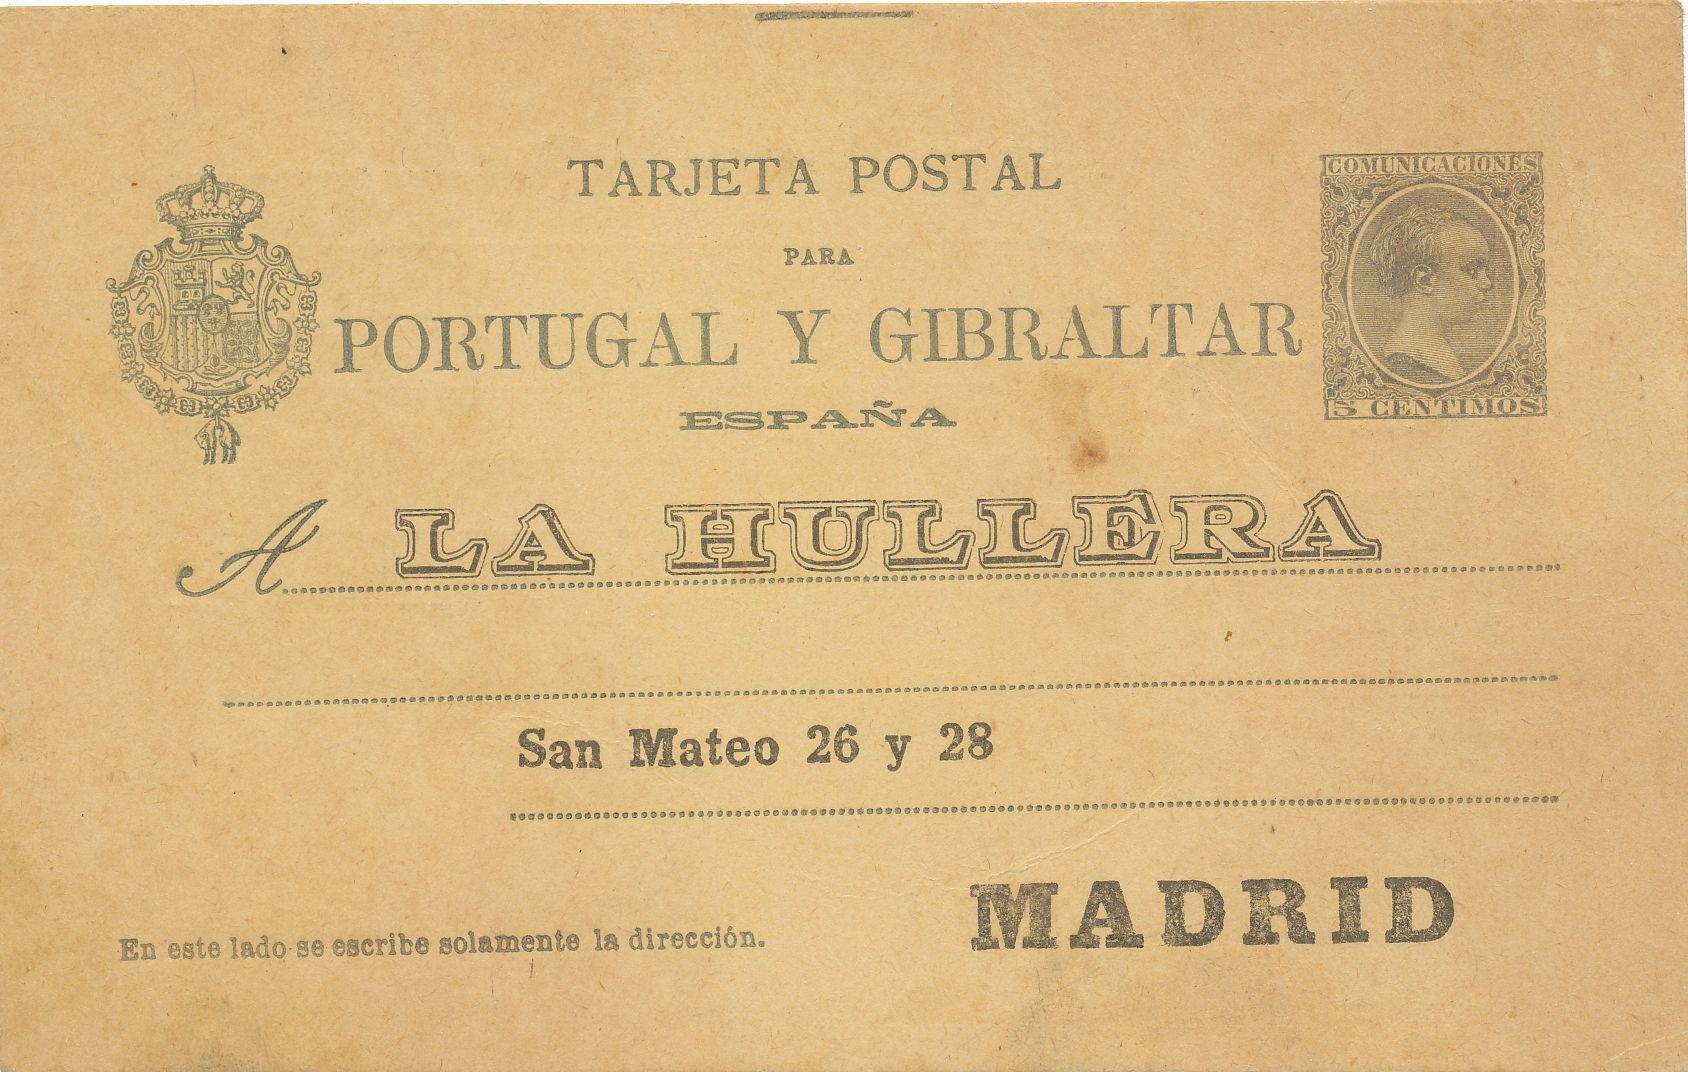 TARJETA POSTAL
PARA
PORTUGAL Y GIBRALTAR
ESPAÑA
COMUNICACIONES
5 CENTIMOS
A LA HULLERA
San Mateo 26 y 28
MADRID
En este lado se escribe solamente la dirección.